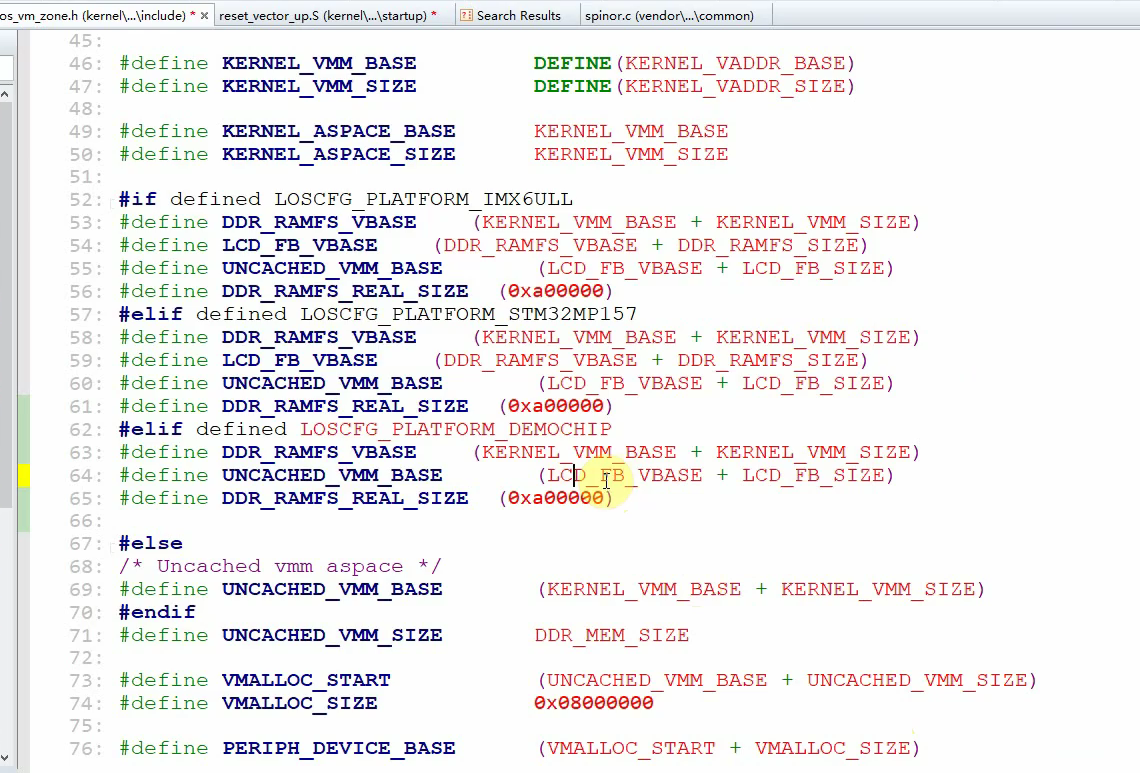 os_vm_zone.h (kernel\...\include) * ×
reset_vector_up.S (kernel\...\startup) *
Search Results
spinor.c (vendor\...\common)
45:
46: #define KERNEL_VMM_BASE DEFINE(KERNEL_VADDR_BASE)
47: #define KERNEL_VMM_SIZE DEFINE(KERNEL_VADDR_SIZE)
48:
49: #define KERNEL_ASPACE_BASE KERNEL_VMM_BASE
50: #define KERNEL_ASPACE_SIZE KERNEL_VMM_SIZE
51:
52: #if defined LOSCFG_PLATFORM_IMX6ULL
53: #define DDR_RAMFS_VBASE (KERNEL_VMM_BASE + KERNEL_VMM_SIZE)
54: #define LCD_FB_VBASE (DDR_RAMFS_VBASE + DDR_RAMFS_SIZE)
55: #define UNCACHED_VMM_BASE (LCD_FB_VBASE + LCD_FB_SIZE)
56: #define DDR_RAMFS_REAL_SIZE (0xa00000)
57: #elif defined LOSCFG_PLATFORM_STM32MP157
58: #define DDR_RAMFS_VBASE (KERNEL_VMM_BASE + KERNEL_VMM_SIZE)
59: #define LCD_FB_VBASE (DDR_RAMFS_VBASE + DDR_RAMFS_SIZE)
60: #define UNCACHED_VMM_BASE (LCD_FB_VBASE + LCD_FB_SIZE)
61: #define DDR_RAMFS_REAL_SIZE (0xa00000)
62: #elif defined LOSCFG_PLATFORM_DEMOCHIP
63: #define DDR_RAMFS_VBASE (KERNEL_VMM_BASE + KERNEL_VMM_SIZE)
64: #define UNCACHED_VMM_BASE (LCD_FB_VBASE + LCD_FB_SIZE)
65: #define DDR_RAMFS_REAL_SIZE (0xa00000)
66:
67: #else
68: /* Uncached vmm aspace */
69: #define UNCACHED_VMM_BASE (KERNEL_VMM_BASE + KERNEL_VMM_SIZE)
70: #endif
71: #define UNCACHED_VMM_SIZE DDR_MEM_SIZE
72:
73: #define VMALLOC_START (UNCACHED_VMM_BASE + UNCACHED_VMM_SIZE)
74: #define VMALLOC_SIZE 0x08000000
75:
76: #define PERIPH_DEVICE_BASE (VMALLOC_START + VMALLOC_SIZE)